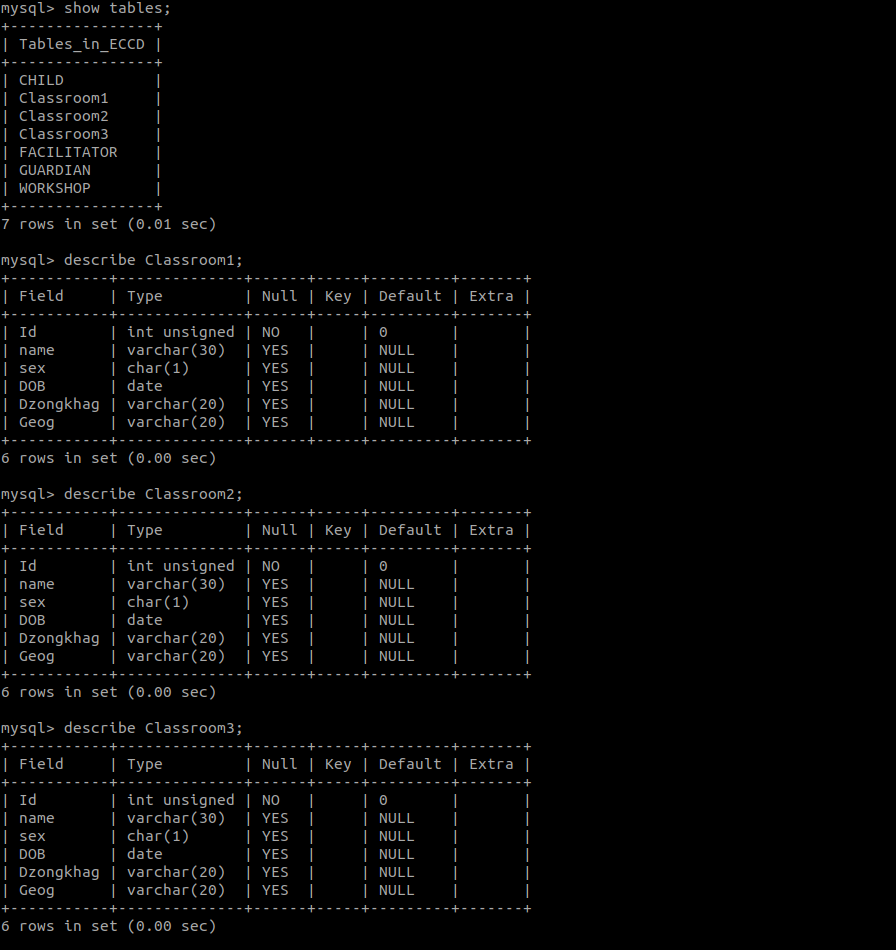 mysql> show tables;
+----------------+
| Tables_in_ECCD |
+----------------+
| CHILD          |
| Classroom1     |
| Classroom2     |
| Classroom3     |
| FACILITATOR    |
| GUARDIAN       |
| WORKSHOP       |
+----------------+
7 rows in set (0.01 sec)

mysql> describe Classroom1;
+-----------+--------------+------+-----+---------+-------+
| Field     | Type         | Null | Key | Default | Extra |
+-----------+--------------+------+-----+---------+-------+
| Id        | int unsigned | NO   |     | 0       |       |
| name      | varchar(30)  | YES  |     | NULL    |       |
| sex       | char(1)      | YES  |     | NULL    |       |
| DOB       | date         | YES  |     | NULL    |       |
| Dzongkhag | varchar(20)  | YES  |     | NULL    |       |
| Geog      | varchar(20)  | YES  |     | NULL    |       |
+-----------+--------------+------+-----+---------+-------+
6 rows in set (0.00 sec)

mysql> describe Classroom2;
+-----------+--------------+------+-----+---------+-------+
| Field     | Type         | Null | Key | Default | Extra |
+-----------+--------------+------+-----+---------+-------+
| Id        | int unsigned | NO   |     | 0       |       |
| name      | varchar(30)  | YES  |     | NULL    |       |
| sex       | char(1)      | YES  |     | NULL    |       |
| DOB       | date         | YES  |     | NULL    |       |
| Dzongkhag | varchar(20)  | YES  |     | NULL    |       |
| Geog      | varchar(20)  | YES  |     | NULL    |       |
+-----------+--------------+------+-----+---------+-------+
6 rows in set (0.00 sec)

mysql> describe Classroom3;
+-----------+--------------+------+-----+---------+-------+
| Field     | Type         | Null | Key | Default | Extra |
+-----------+--------------+------+-----+---------+-------+
| Id        | int unsigned | NO   |     | 0       |       |
| name      | varchar(30)  | YES  |     | NULL    |       |
| sex       | char(1)      | YES  |     | NULL    |       |
| DOB       | date         | YES  |     | NULL    |       |
| Dzongkhag | varchar(20)  | YES  |     | NULL    |       |
| Geog      | varchar(20)  | YES  |     | NULL    |       |
+-----------+--------------+------+-----+---------+-------+
6 rows in set (0.00 sec)